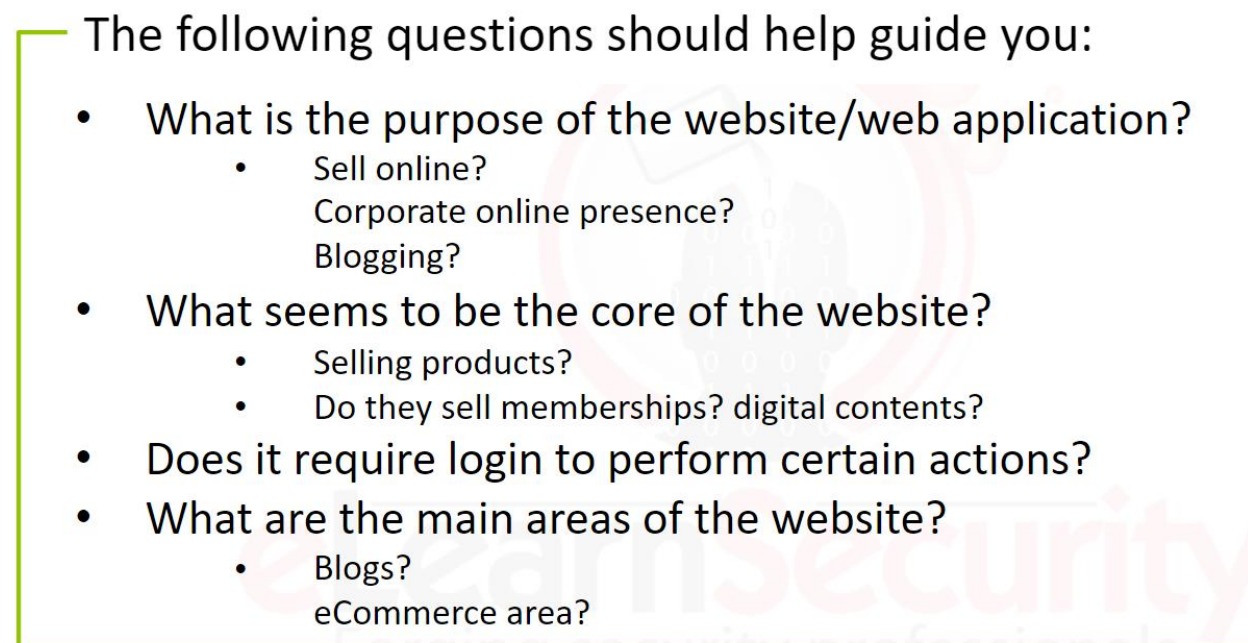 The following questions should help guide you:
• What is the purpose of the website/web application?
• Sell online?
Corporate online presence?
Blogging?
• What seems to be the core of the website?
• Selling products?
• Do they sell memberships? digital contents?
• Does it require login to perform certain actions?
• What are the main areas of the website?
• Blogs?
eCommerce area?
eLearnSecurity